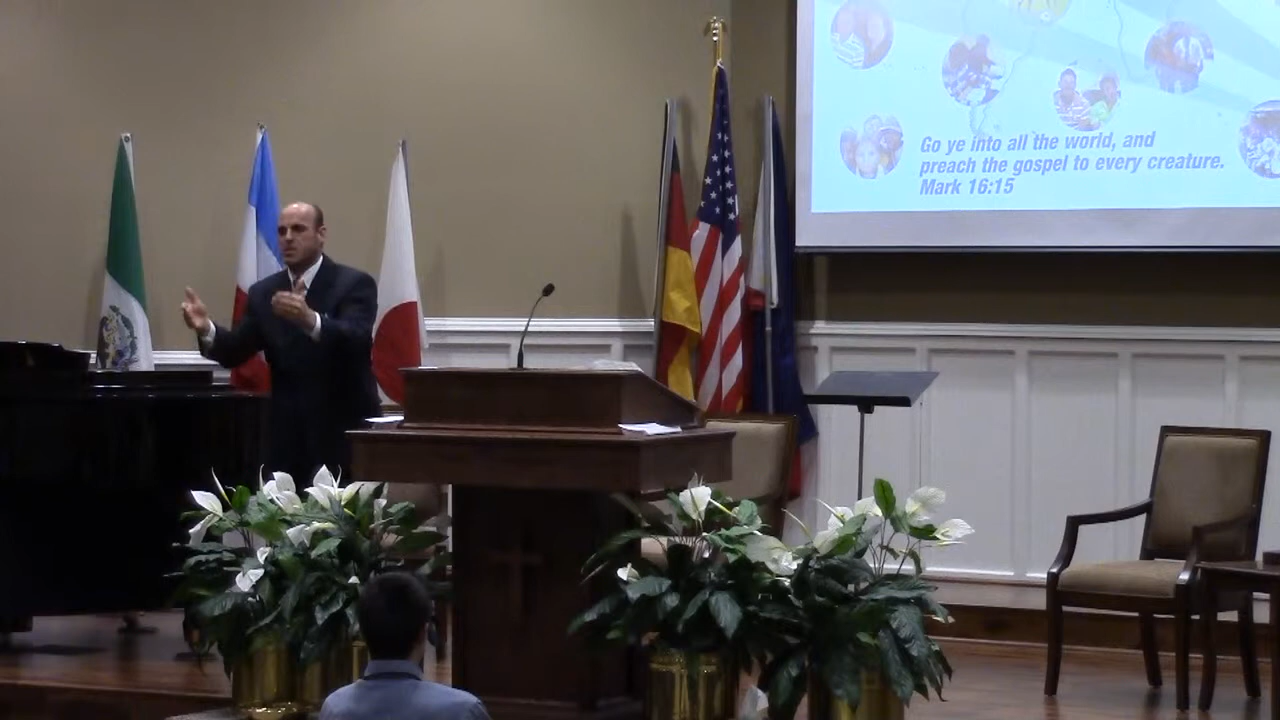 Go ye into all the world, and
preach the gospel to every creature.
Mark 16:15